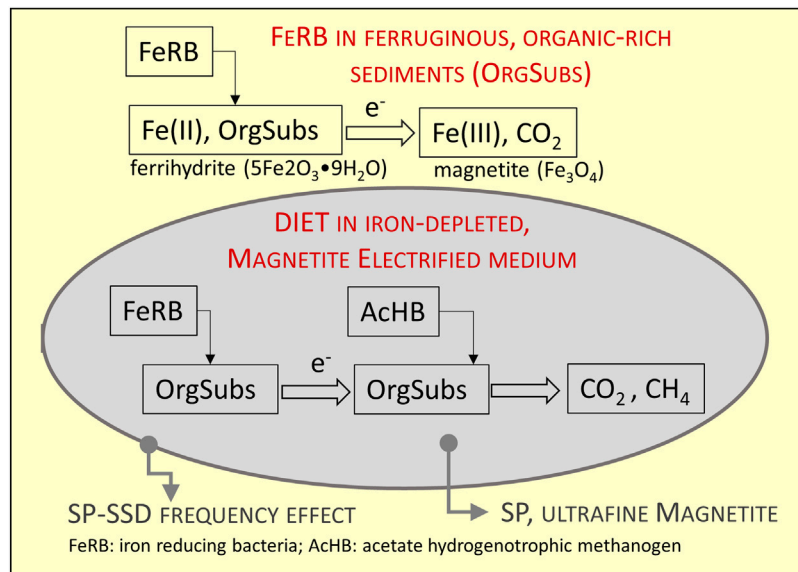 FeRB
FeRB in ferruginous, organic-rich
sediments (OrgSubs)
e⁻
Fe(II), OrgSubs
Fe(III), CO₂
ferrihydrite (5Fe2O₃•9H₂O)
magnetite (Fe₃O₄)
DIET in iron-depleted,
Magnetite Electrified medium
FeRB
AcHB
e⁻
OrgSubs
OrgSubs
CO₂ , CH₄
SP-SSD frequency effect
SP, ultrafine Magnetite
FeRB: iron reducing bacteria; AcHB: acetate hydrogenotrophic methanogen